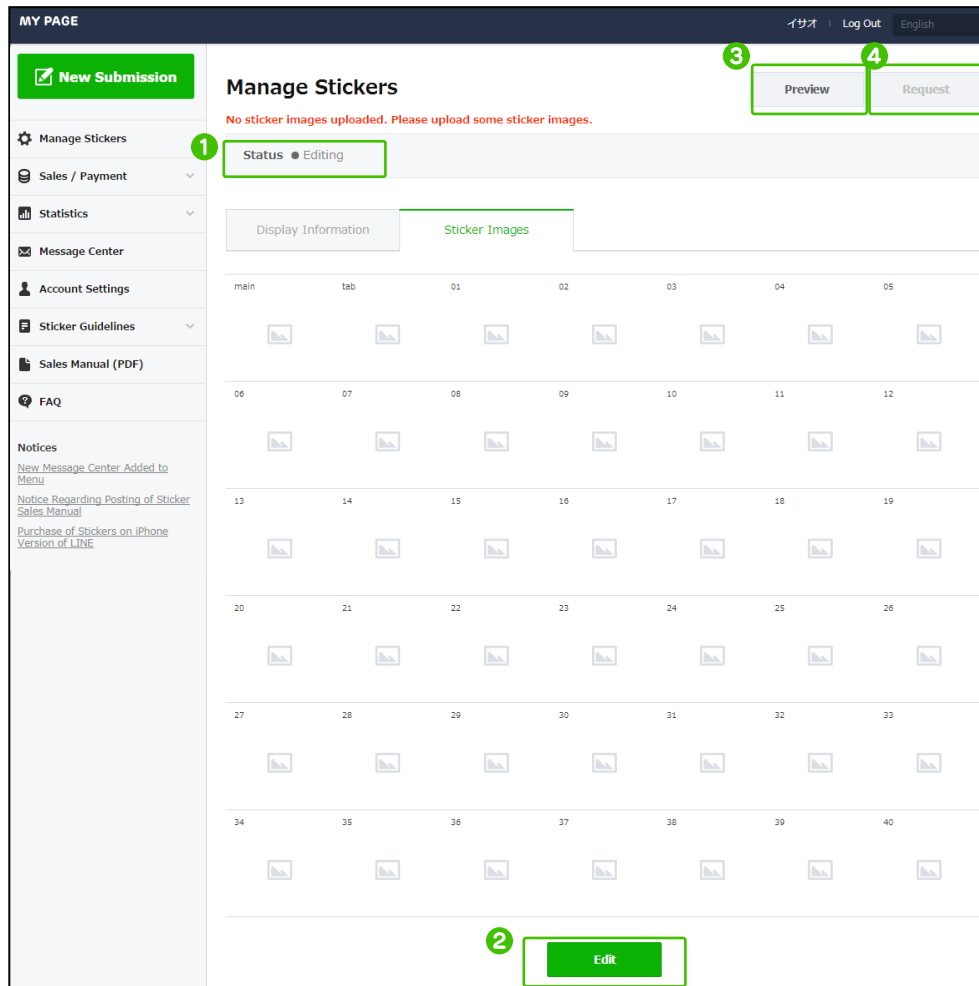 MY PAGE
イサオ Log Out English
New Submission
Manage Stickers
Sales / Payment
Statistics
Message Center
Account Settings
Sticker Guidelines
Sales Manual (PDF)
FAQ
Notices
New Message Center Added to
Menu
Notice Regarding Posting of Sticker
Sales Manual
Purchase of Stickers on iPhone
Version of LINE
3 4
Manage Stickers
Preview Request
No sticker images uploaded. Please upload some sticker images.
1
Status Editing
Display Information Sticker Images
main tab 01 02 03 04 05
06 07 08 09 10 11 12
13 14 15 16 17 18 19
20 21 22 23 24 25 26
27 28 29 30 31 32 33
34 35 36 37 38 39 40
2
Edit